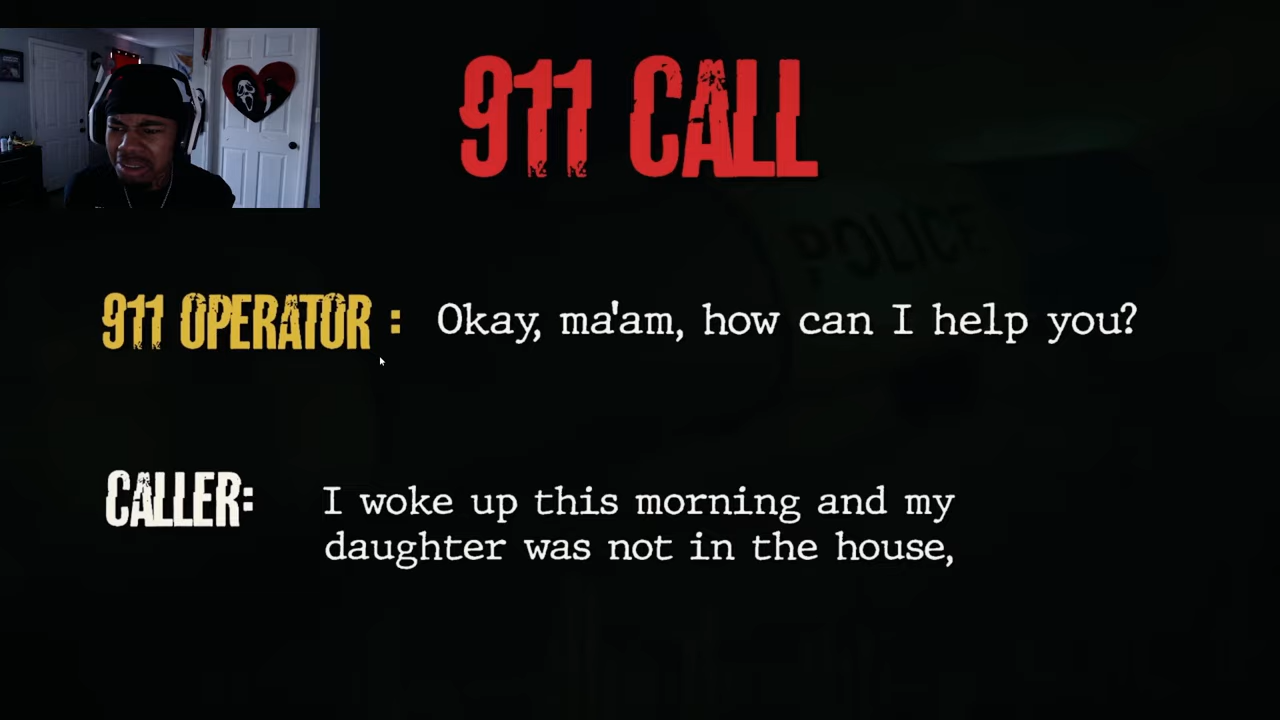 911 CALL
POLICE
911 OPERATOR : Okay, ma'am, how can I help you?
CALLER: I woke up this morning and my
daughter was not in the house,